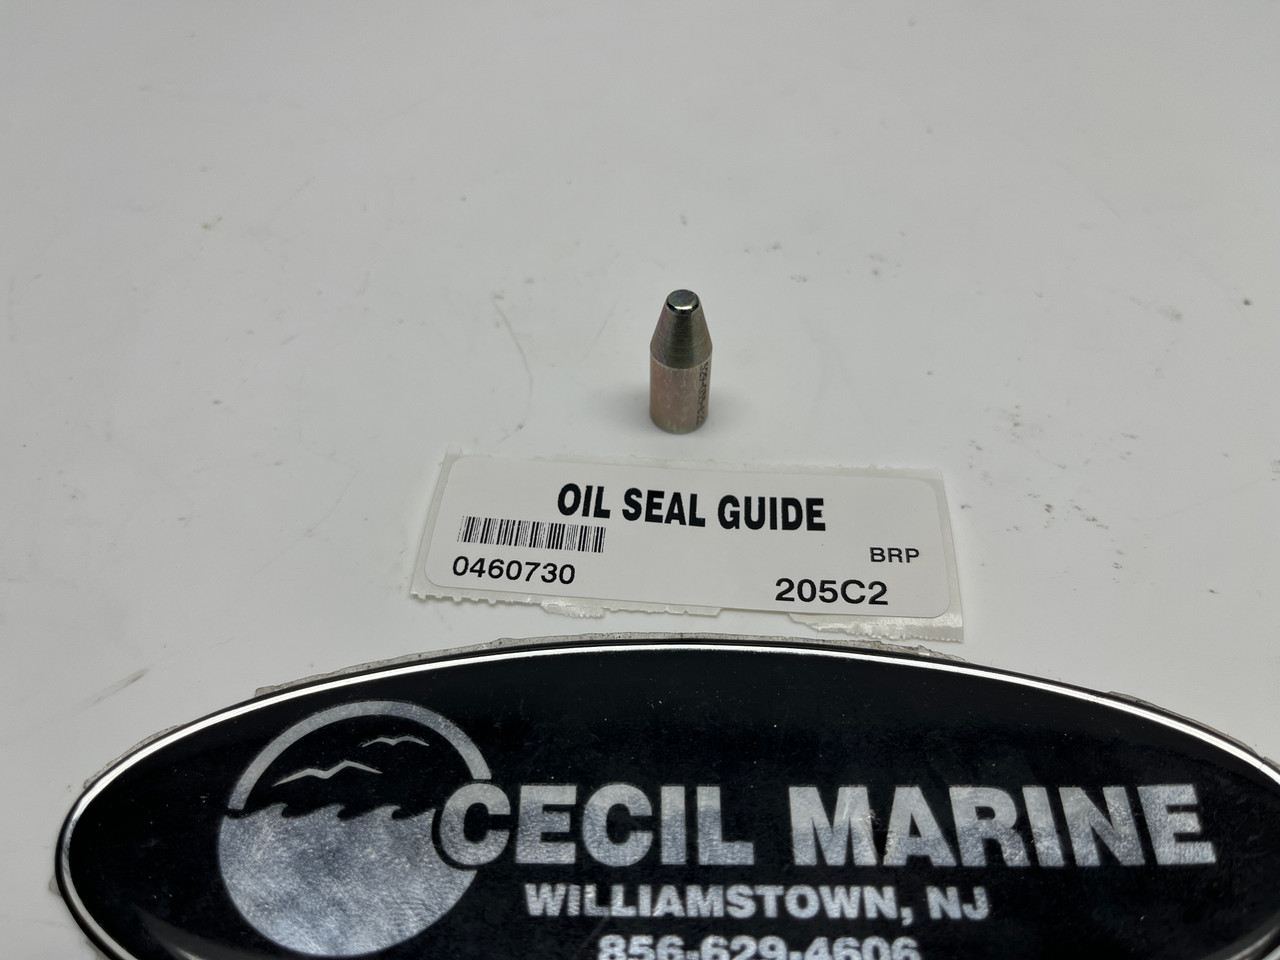 OIL SEAL GUIDE
BRP
0460730
205C2
CECIL MARINE
WILLIAMSTOWN, NJ
856-629-4606